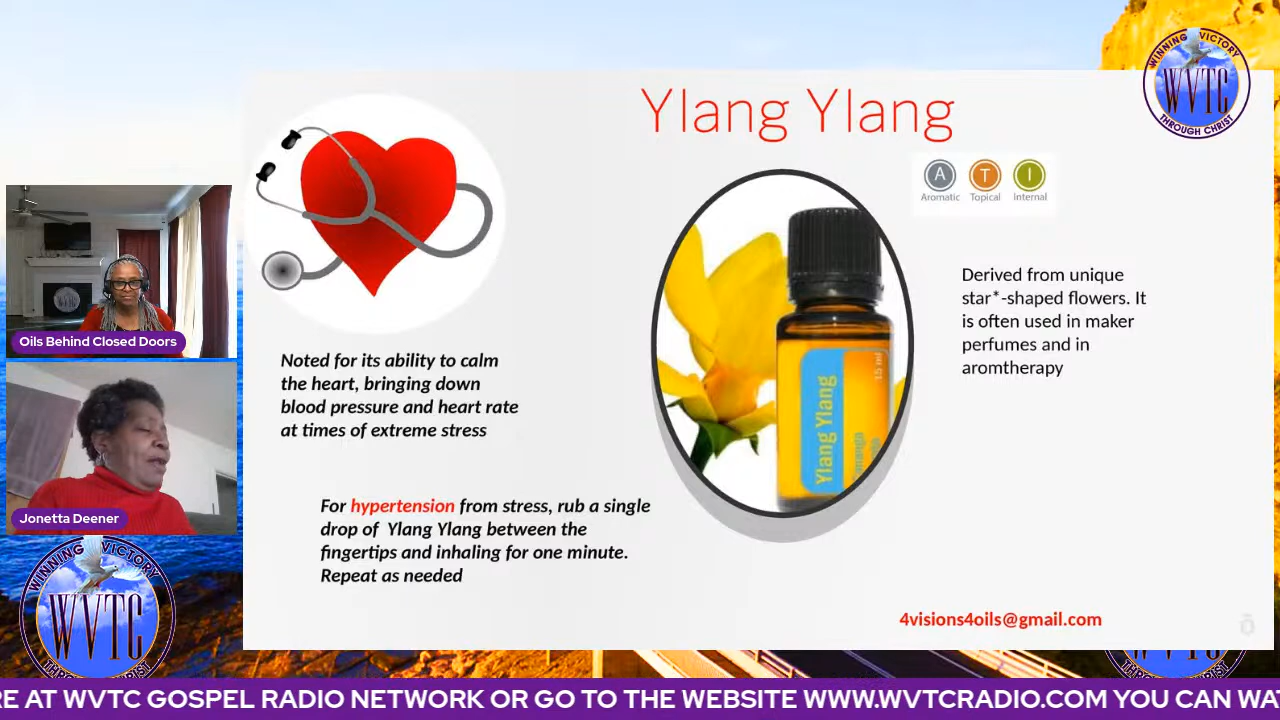 Ylang Ylang
WINNING VICTORY
WVTC
THROUGH CHRIST
A T I
Aromatic Topical Internal
Derived from unique
star*-shaped flowers. It
is often used in maker
perfumes and in
aromtherapy
Oils Behind Closed Doors
Noted for its ability to calm
the heart, bringing down
blood pressure and heart rate
at times of extreme stress
Ylang Ylang
15 ml
Jonetta Deener
For hypertension from stress, rub a single
drop of Ylang Ylang between the
fingertips and inhaling for one minute.
Repeat as needed
WINNING VICTORY
WVTC
THROUGH CHRIST
4visions4oils@gmail.com
RE AT WVTC GOSPEL RADIO NETWORK OR GO TO THE WEBSITE WWW.WVTCRADIO.COM YOU CAN WA